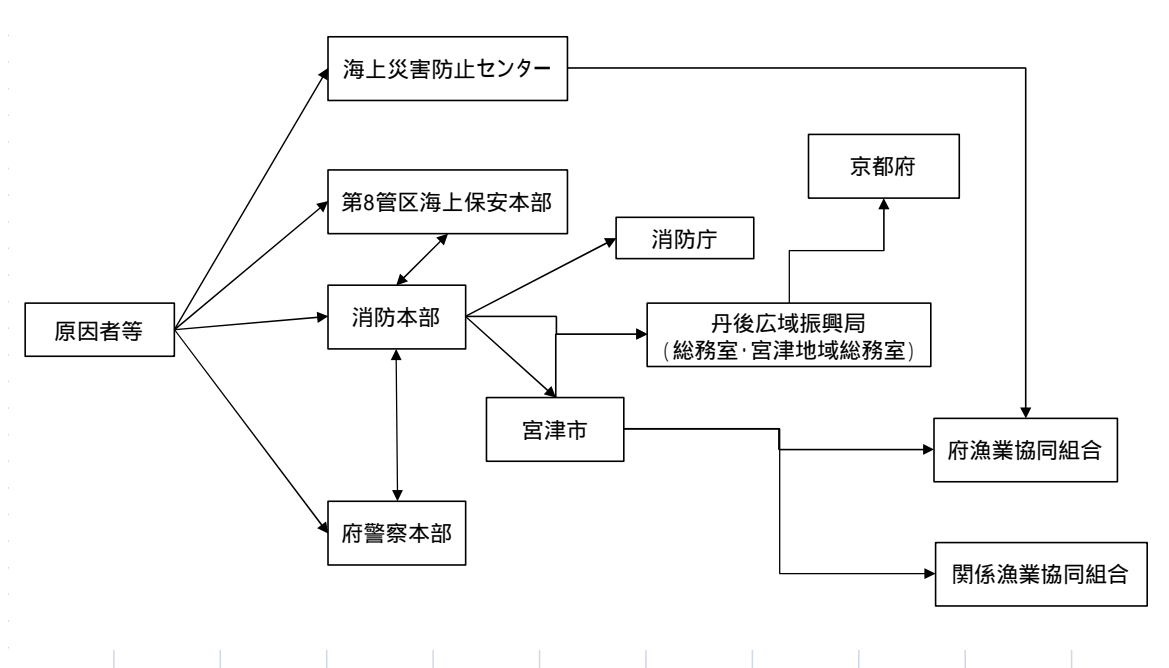 海上災害防止センター
京都府
第8管区海上保安本部
消防庁
原因者等
消防本部
丹後広域振興局
(総務室・宮津地域総務室)
宮津市
府漁業協同組合
府警察本部
関係漁業協同組合